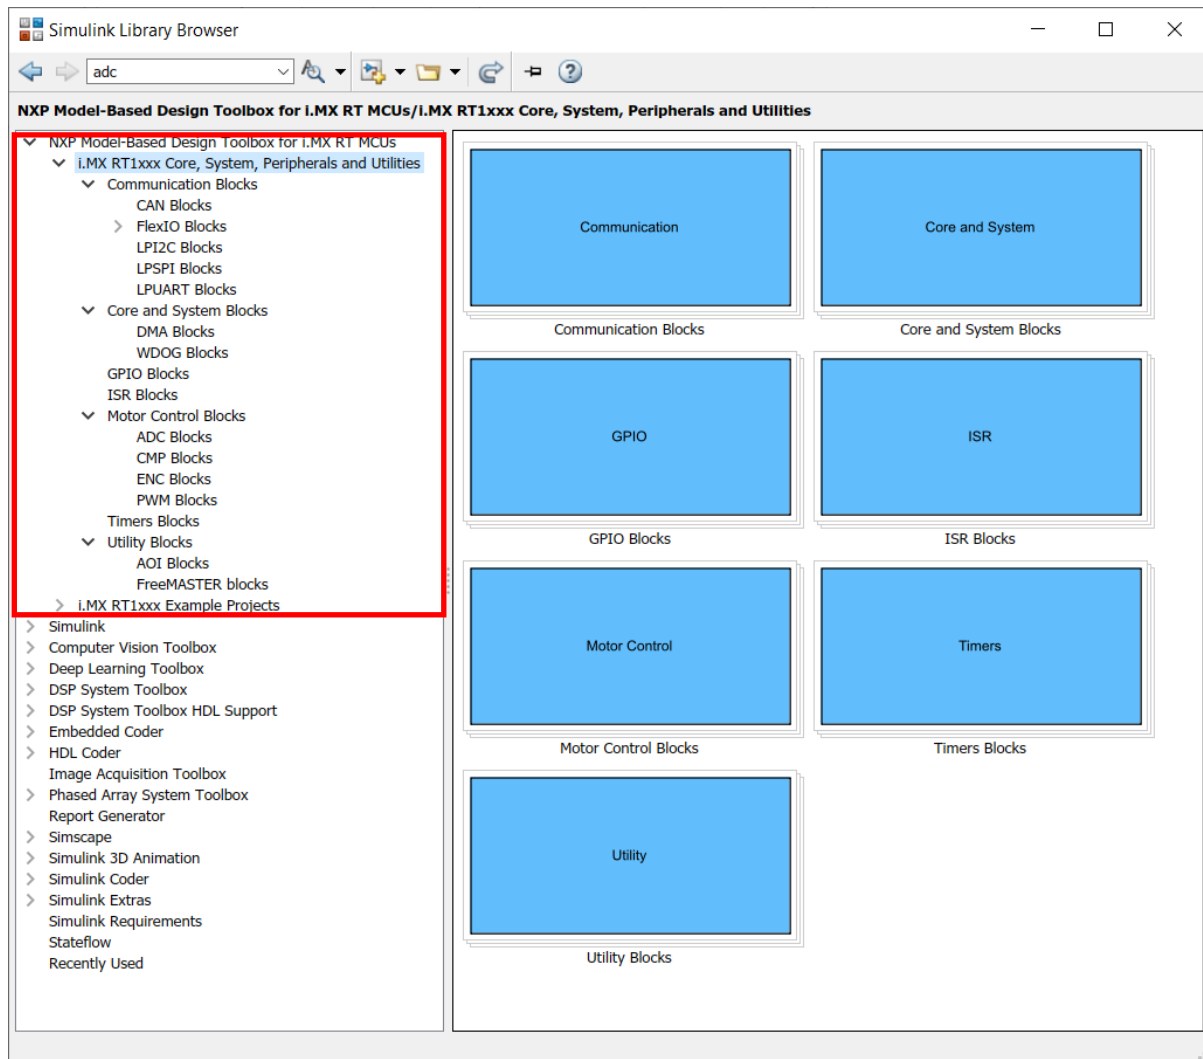 Simulink Library Browser
adc
NXP Model-Based Design Toolbox for i.MX RT MCUs/i.MX RT1xxx Core, System, Peripherals and Utilities
NXP Model-Based Design Toolbox for i.MX RT MCUs
i.MX RT1xxx Core, System, Peripherals and Utilities
Communication Blocks
CAN Blocks
FlexIO Blocks
LPI2C Blocks
LPSPI Blocks
LPUART Blocks
Core and System Blocks
DMA Blocks
WDOG Blocks
GPIO Blocks
ISR Blocks
Motor Control Blocks
ADC Blocks
CMP Blocks
ENC Blocks
PWM Blocks
Timers Blocks
Utility Blocks
AOI Blocks
FreeMASTER blocks
i.MX RT1xxx Example Projects
Simulink
Computer Vision Toolbox
Deep Learning Toolbox
DSP System Toolbox
DSP System Toolbox HDL Support
Embedded Coder
HDL Coder
Image Acquisition Toolbox
Phased Array System Toolbox
Report Generator
Simscape
Simulink 3D Animation
Simulink Coder
Simulink Extras
Simulink Requirements
Stateflow
Recently Used
Communication
Core and System
Communication Blocks
Core and System Blocks
GPIO
ISR
GPIO Blocks
ISR Blocks
Motor Control
Timers
Motor Control Blocks
Timers Blocks
Utility
Utility Blocks